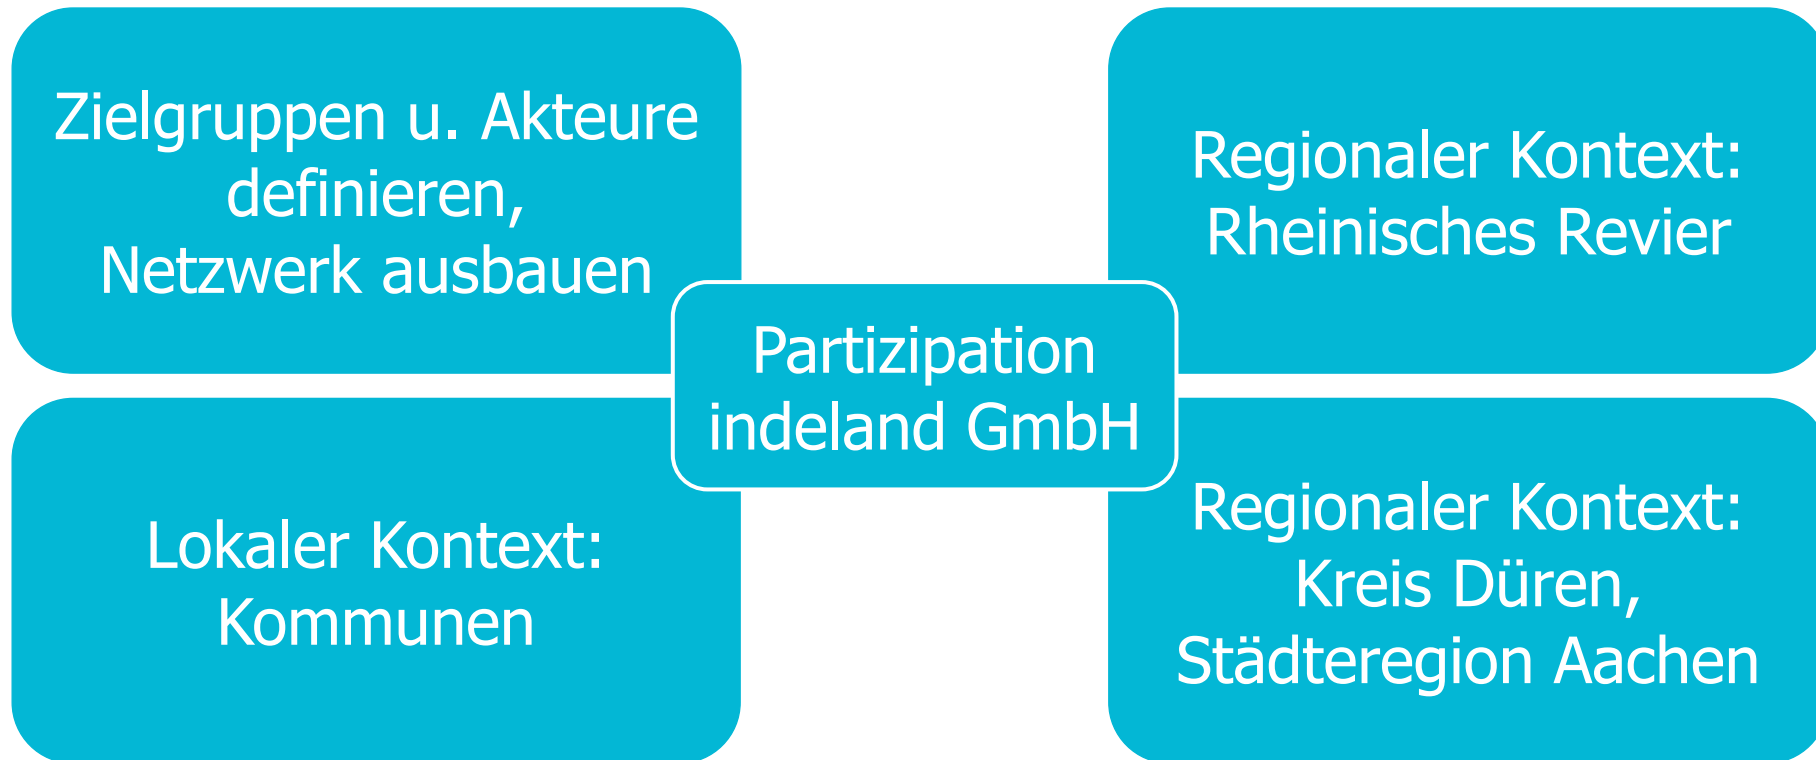 Zielgruppen u. Akteure
definieren,
Netzwerk ausbauen
Regionaler Kontext:
Rheinisches Revier
Partizipation
indeland GmbH
Lokaler Kontext:
Kommunen
Regionaler Kontext:
Kreis Düren,
Städteregion Aachen